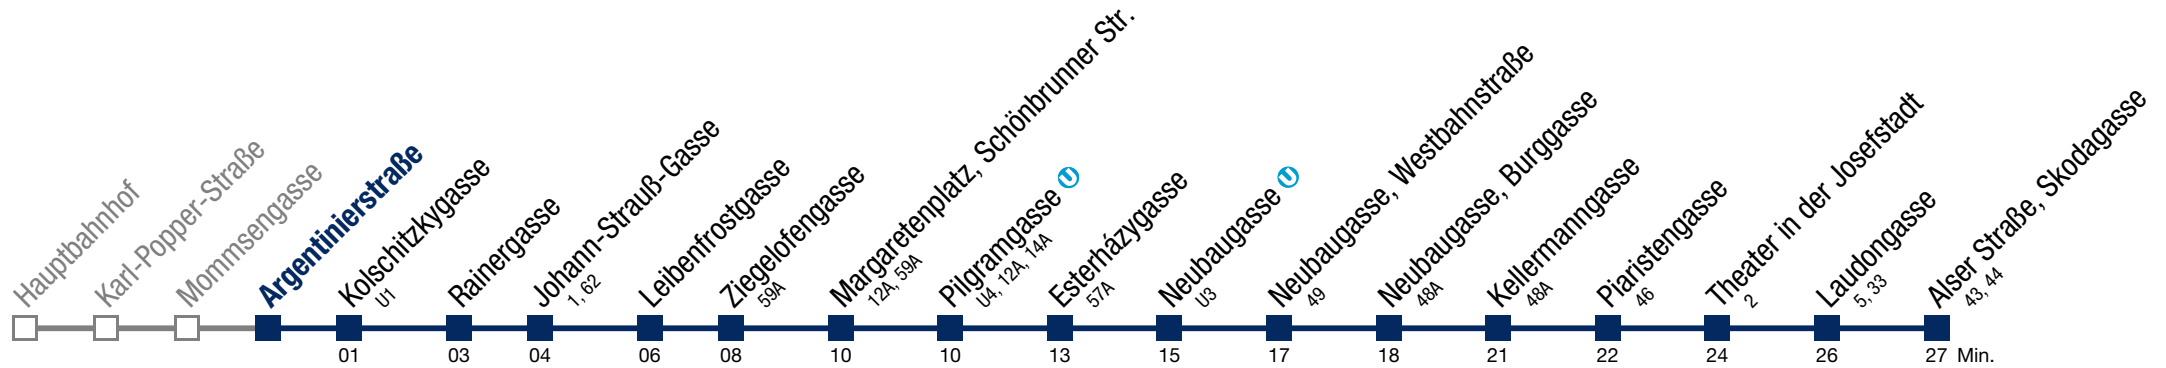 Hauptbahnhof
Karl-Popper-Straße
Mommsengasse
Argentinierstraße
Kolschitzkygasse
U1
Rainergasse
Johann-Strauß-Gasse
1, 62
Leibenfrostgasse
Ziegelofengasse
59A
Margaretenplatz, Schönbrunner Str.
12A, 59A
Pilgramgasse U
U4, 12A, 14A
Esterházygasse
57A
Neubaugasse U
U3
Neubaugasse, Westbahnstraße
49
Neubaugasse, Burggasse
48A
Kellermanngasse
48A
Piaristengasse
46
Theater in der Josefstadt
2
Laudongasse
5, 33
Alser Straße, Skodagasse
43, 44
01 03 04 06 08 10 10 13 15 17 18 21 22 24 26 27 Min.